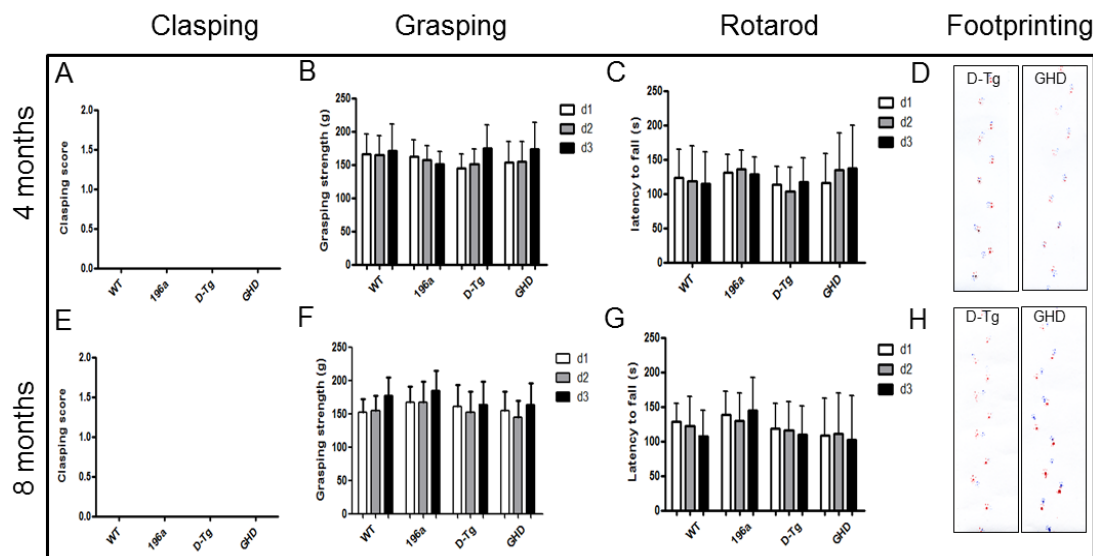 Clasping Grasping Rotarod Footprinting
4 months
A
Clasping score
2.0
1.5
1.0
0.5
0.0
WT 196a D-Tg GHD
B
Grasping strength (g)
250
200
150
100
50
0
WT 196a D-Tg GHD
d1
d2
d3
C
latency to fall (s)
250
200
150
100
50
0
WT 196a D-Tg GHD
d1
d2
d3
D
D-Tg GHD
8 months
E
Clasping score
2.0
1.5
1.0
0.5
0.0
WT 196a D-Tg GHD
F
Grasping strength (g)
250
200
150
100
50
0
WT 196a D-Tg GHD
d1
d2
d3
G
Latency to fall (s)
250
200
150
100
50
0
WT 196a D-Tg GHD
d1
d2
d3
H
D-Tg GHD